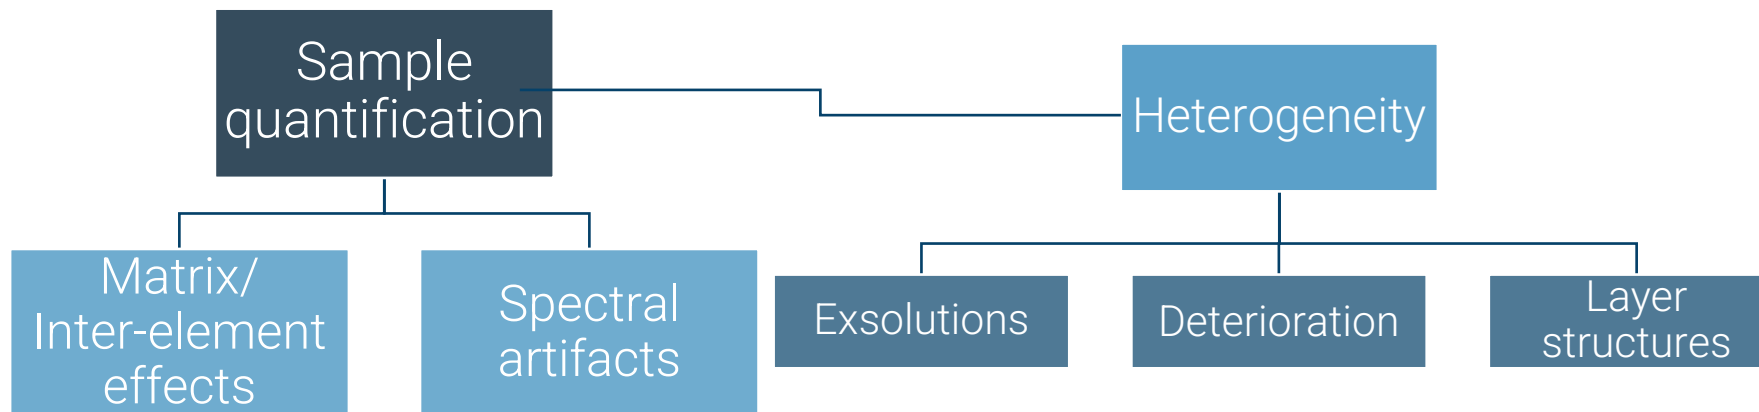 Sample
quantification
Heterogeneity
Matrix/
Inter-element
effects
Spectral
artifacts
Exsolutions
Deterioration
Layer
structures